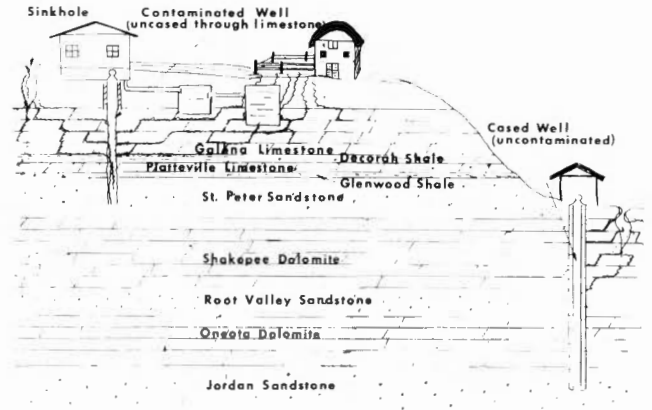 Sinkhole
Contaminated Well
(uncased through limestone)
Cased Well
(uncontaminated)
Galena Limestone
Decorah Shale
Platteville Limestone
Glenwood Shale
St. Peter Sandstone
Shakopee Dolomite
Root Valley Sandstone
Oneota Dolomite
Jordan Sandstone